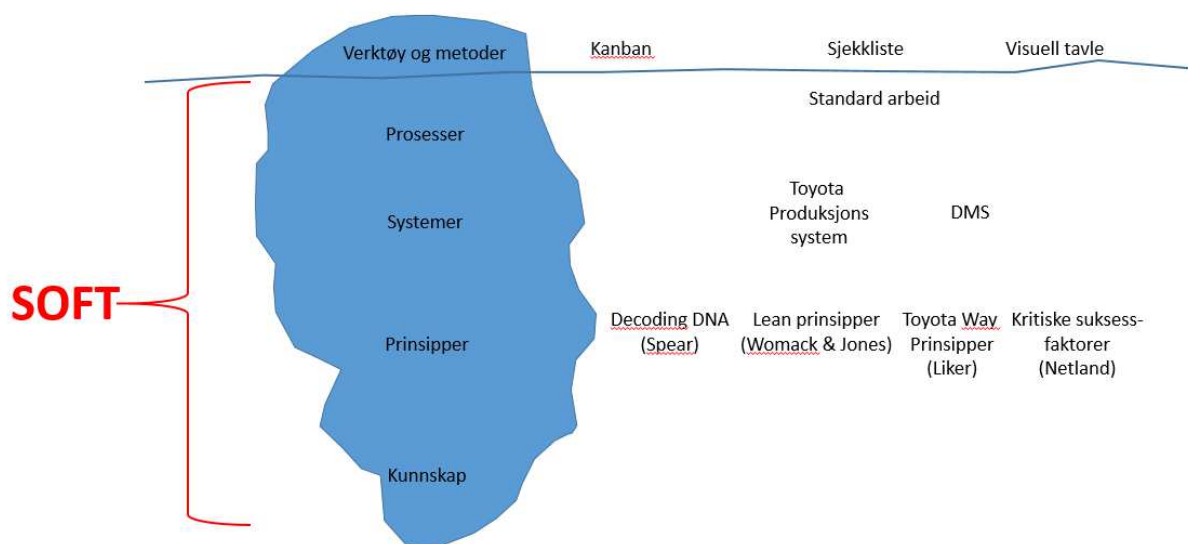 Verktøy og metoder
Kanban
Sjekkliste
Visuell tavle
Standard arbeid
Prosesser
Toyota
Produksjons
system
Systemer
DMS
SOFT
Prinsipper
Decoding DNA
(Spear)
Lean prinsipper
(Womack & Jones)
Toyota Way
Prinsipper
(Liker)
Kritiske suksess-
faktorer
(Netland)
Kunnskap